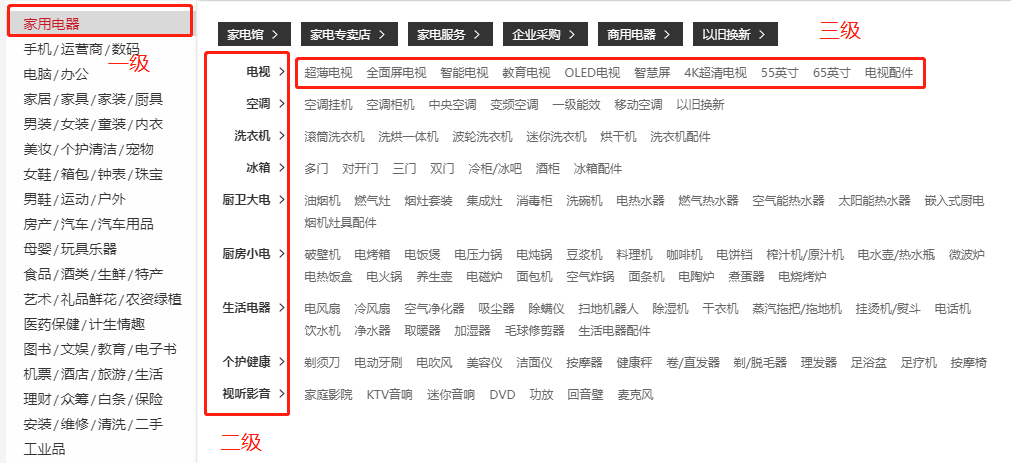 家用电器
手机/运营商/数码
一级
电脑/办公
家居/家具/家装/厨具
男装/女装/童装/内衣
美妆/个护清洁/宠物
女鞋/箱包/钟表/珠宝
男鞋/运动/户外
房产/汽车/汽车用品
母婴/玩具乐器
食品/酒类/生鲜/特产
艺术/礼品鲜花/农资绿植
医药保健/计生情趣
图书/文娱/教育/电子书
机票/酒店/旅游/生活
理财/众筹/白条/保险
安装/维修/清洗/二手
工业品
家电馆 > 家电专卖店 > 家电服务 > 企业采购 > 商用电器 > 以旧换新 >
三级
电视 > 超薄电视 全面屏电视 智能电视 教育电视 OLED电视 智慧屏 4K超清电视 55英寸 65英寸 电视配件
空调 > 空调挂机 空调柜机 中央空调 变频空调 一级能效 移动空调 以旧换新
洗衣机 > 滚筒洗衣机 洗烘一体机 波轮洗衣机 迷你洗衣机 烘干机 洗衣机配件
冰箱 > 多门 对开门 三门 双门 冷柜/冰吧 酒柜 冰箱配件
厨卫大电 > 油烟机 燃气灶 烟灶套装 集成灶 消毒柜 洗碗机 电热水器 燃气热水器 空气能热水器 太阳能热水器 嵌入式厨电
烟机灶具配件
厨房小电 > 破壁机 电烤箱 电饭煲 电压力锅 电炖锅 豆浆机 料理机 咖啡机 电饼铛 榨汁机/原汁机 电水壶/热水瓶 微波炉
电热饭盒 电火锅 养生壶 电磁炉 面包机 空气炸锅 面条机 电陶炉 煮蛋器 电烧烤炉
生活电器 > 电风扇 冷风扇 空气净化器 吸尘器 除螨仪 扫地机器人 除湿机 干衣机 蒸汽拖把/拖地机 挂烫机/熨斗 电话机
饮水机 净水器 取暖器 加湿器 毛球修剪器 生活电器配件
个护健康 > 剃须刀 电动牙刷 电吹风 美容仪 洁面仪 按摩器 健康秤 卷/直发器 剃/脱毛器 理发器 足浴盆 足疗机 按摩椅
视听影音 > 家庭影院 KTV音响 迷你音响 DVD 功放 回音壁 麦克风
二级